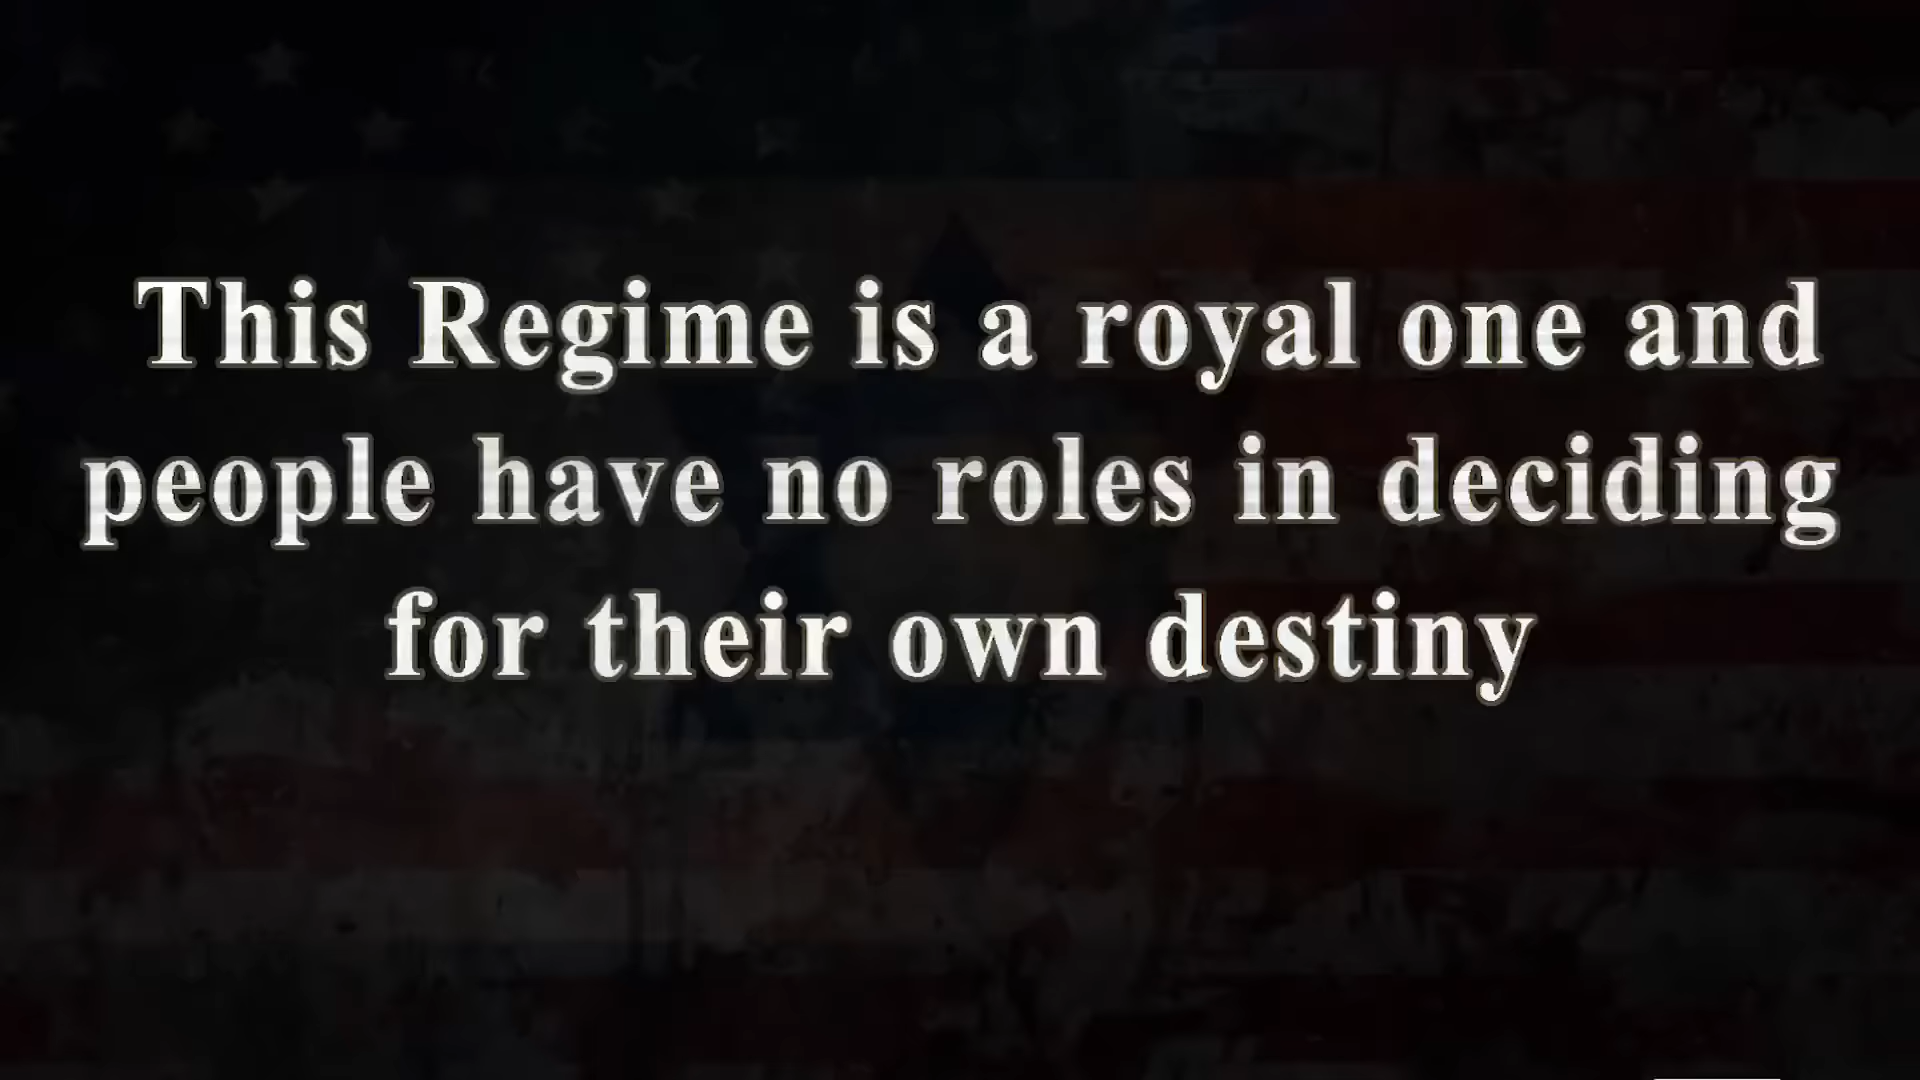 This Regime is a royal one and
people have no roles in deciding
for their own destiny